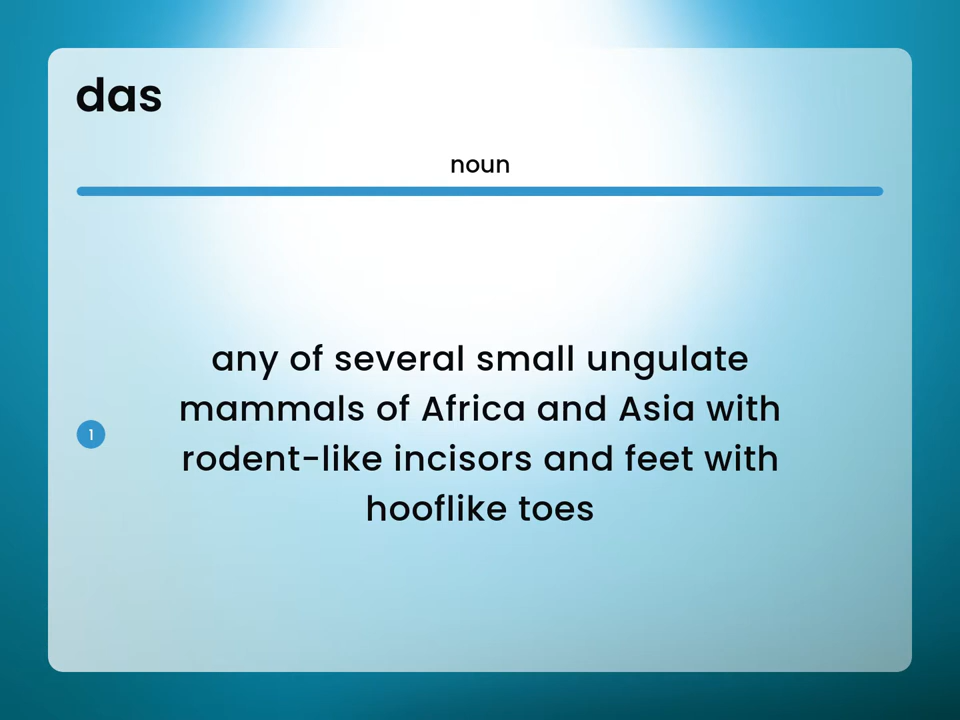 das
noun
any of several small ungulate
mammals of Africa and Asia with
1
rodent-like incisors and feet with
hooflike toes